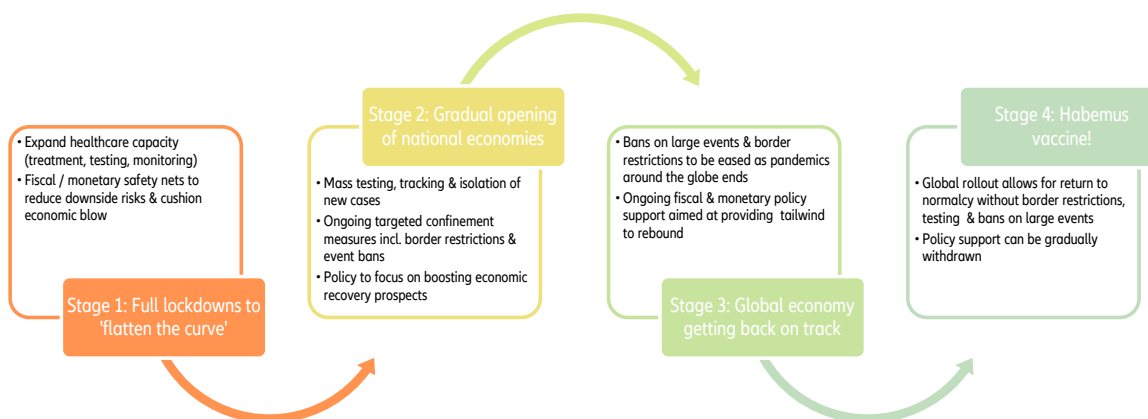 • Expand healthcare capacity
(treatment, testing, monitoring)
• Fiscal / monetary safety nets to
reduce downside risks & cushion
economic blow
Stage 1: Full lockdowns to
'flatten the curve'
Stage 2: Gradual opening
of national economies
• Mass testing, tracking & isolation of
new cases
• Ongoing targeted confinement
measures incl. border restrictions &
event bans
• Policy to focus on boosting economic
recovery prospects
• Bans on large events & border
restrictions to be eased as pandemics
around the globe ends
• Ongoing fiscal & monetary policy
support aimed at providing tailwind
to rebound
Stage 3: Global economy
getting back on track
Stage 4: Habemus
vaccine!
• Global rollout allows for return to
normalcy without border restrictions,
testing & bans on large events
• Policy support can be gradually
withdrawn